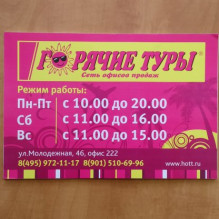 ГОРЯЧИЕ ТУРЫ
Сеть офисов продаж
Режим работы:
Пн-Пт с 10.00 до 20.00
Сб с 11.00 до 16.00
Вс с 11.00 до 15.00
ул.Молодежная, 46, офис 222
8(495) 972-11-17 8(901) 510-69-96
www.hott.ru